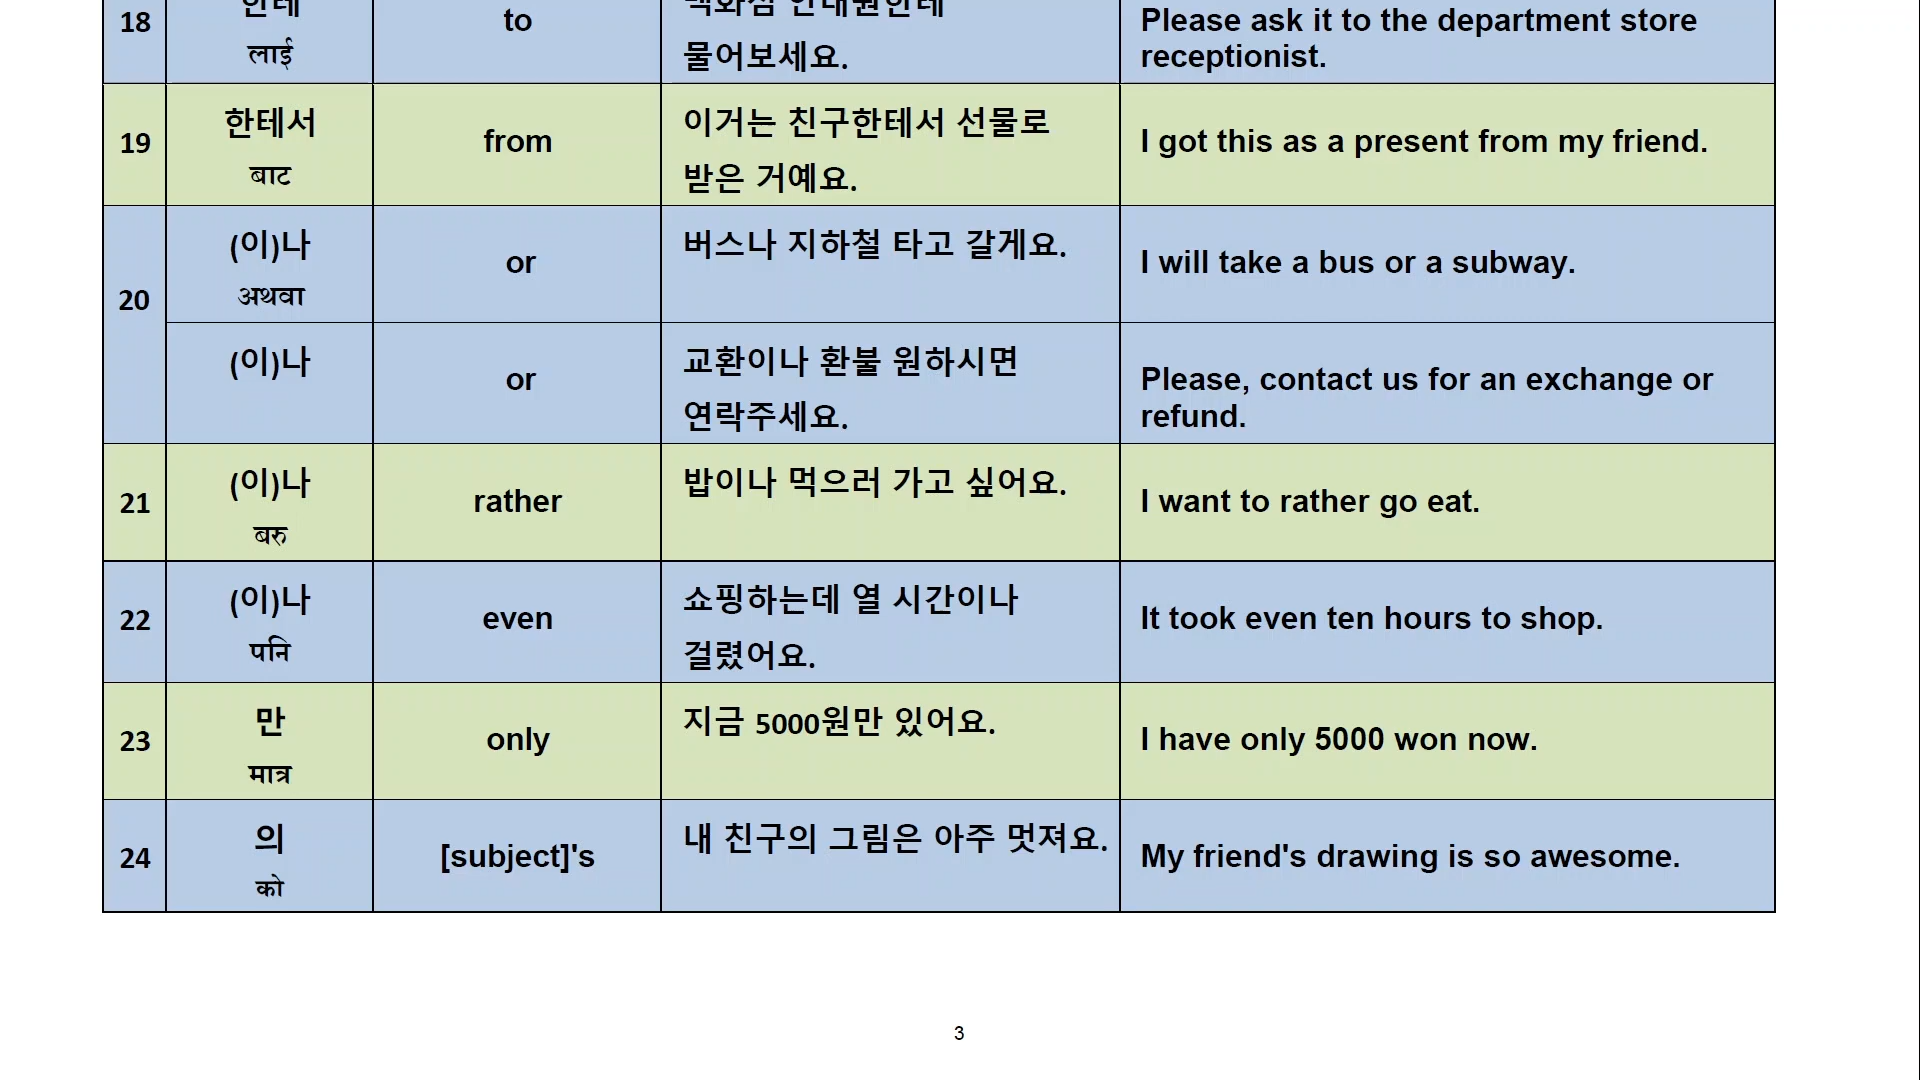 18
한테
लाई
to
물어보세요.
Please ask it to the department store
receptionist.
19
한테서
बाट
from
이거는 친구한테서 선물로
받은 거예요.
I got this as a present from my friend.
20
(이)나
अथवा
or
버스나 지하철 타고 갈게요.
I will take a bus or a subway.
(이)나
or
교환이나 환불 원하시면
연락주세요.
Please, contact us for an exchange or
refund.
21
(이)나
बरु
rather
밥이나 먹으러 가고 싶어요.
I want to rather go eat.
22
(이)나
पनि
even
쇼핑하는데 열 시간이나
걸렸어요.
It took even ten hours to shop.
23
만
मात्र
only
지금 5000원만 있어요.
I have only 5000 won now.
24
의
को
[subject]'s
내 친구의 그림은 아주 멋져요.
My friend's drawing is so awesome.
3